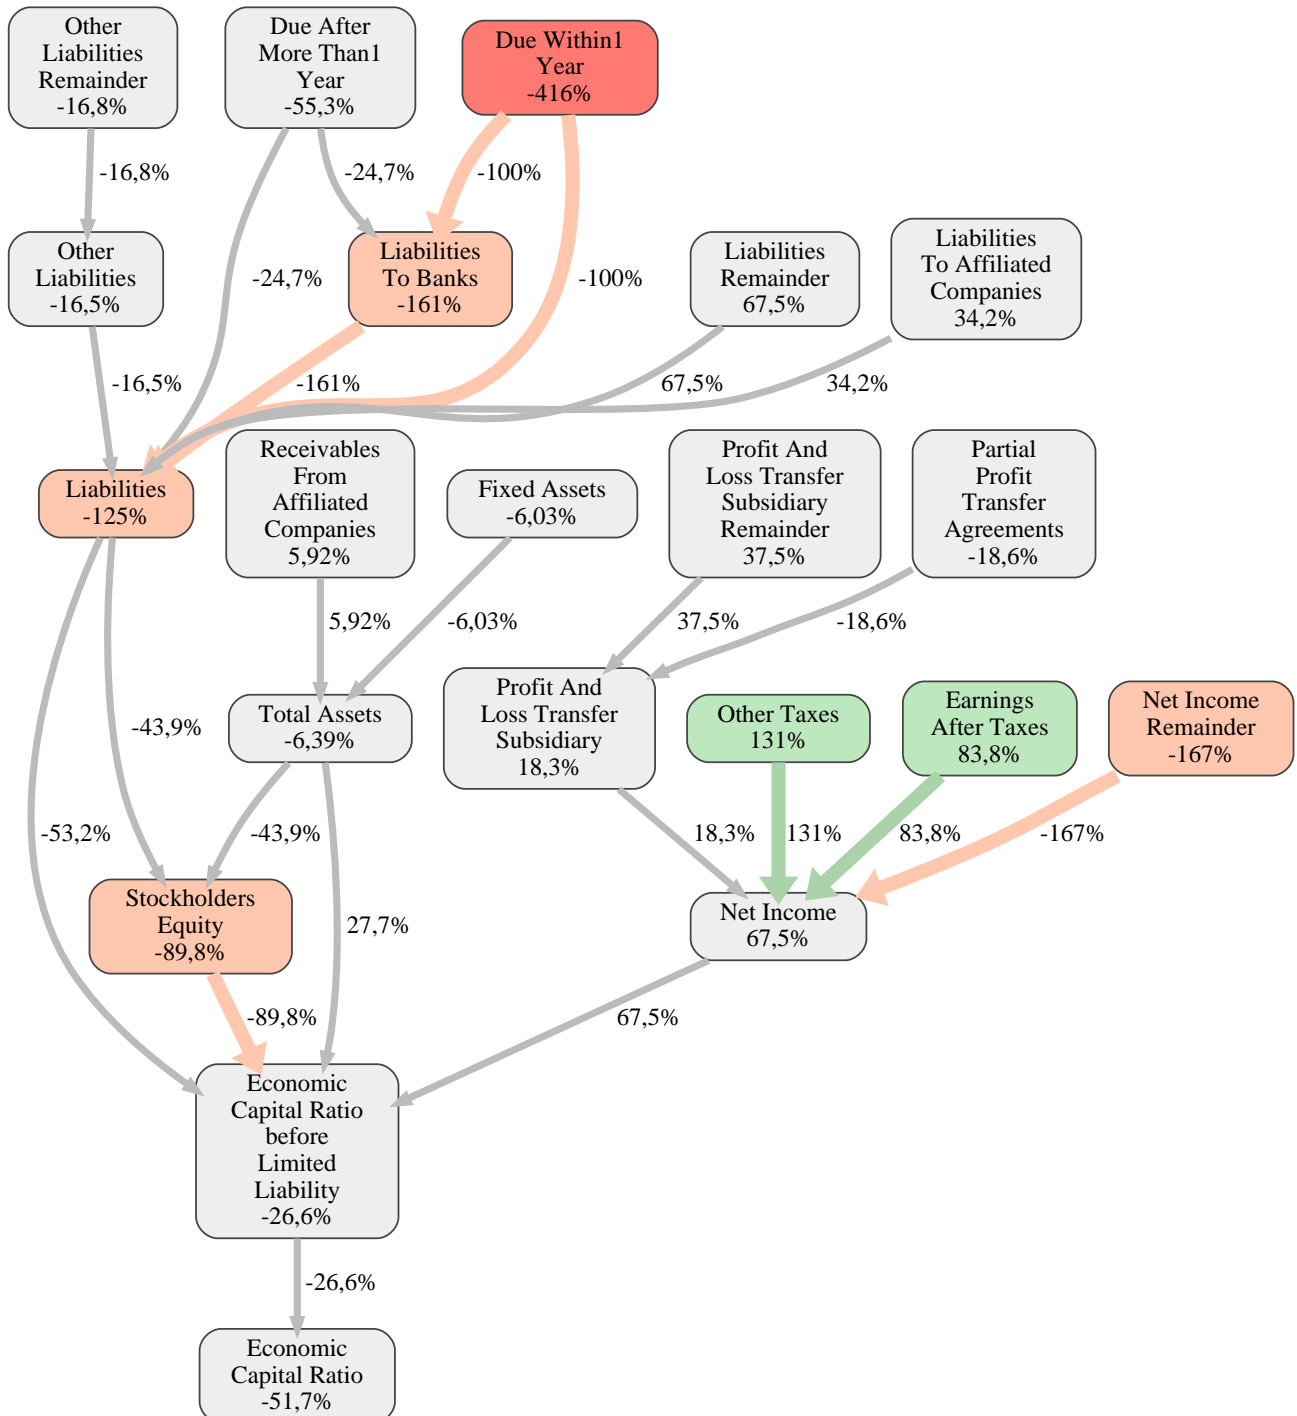 Other
Liabilities
Remainder
-16,8%
Due After
More Than1
Year
-55,3%
Due Within1
Year
-416%
-16,8%
-24,7%
-100%
Other
Liabilities
-16,5%
Liabilities
To Banks
-161%
Liabilities
Remainder
67,5%
Liabilities
To Affiliated
Companies
34,2%
-24,7%
-100%
-16,5%
-161%
67,5%
34,2%
Liabilities
-125%
Receivables
From
Affiliated
Companies
5,92%
Fixed Assets
-6,03%
Profit And
Loss Transfer
Subsidiary
Remainder
37,5%
Partial
Profit
Transfer
Agreements
-18,6%
5,92%
-6,03%
37,5%
-18,6%
-43,9%
Total Assets
-6,39%
Profit And
Loss Transfer
Subsidiary
18,3%
Other Taxes
131%
Earnings
After Taxes
83,8%
Net Income
Remainder
-167%
-53,2%
-43,9%
18,3%
131%
83,8%
-167%
Stockholders
Equity
-89,8%
27,7%
Net Income
67,5%
-89,8%
67,5%
Economic
Capital Ratio
before
Limited
Liability
-26,6%
-26,6%
Economic
Capital Ratio
-51,7%